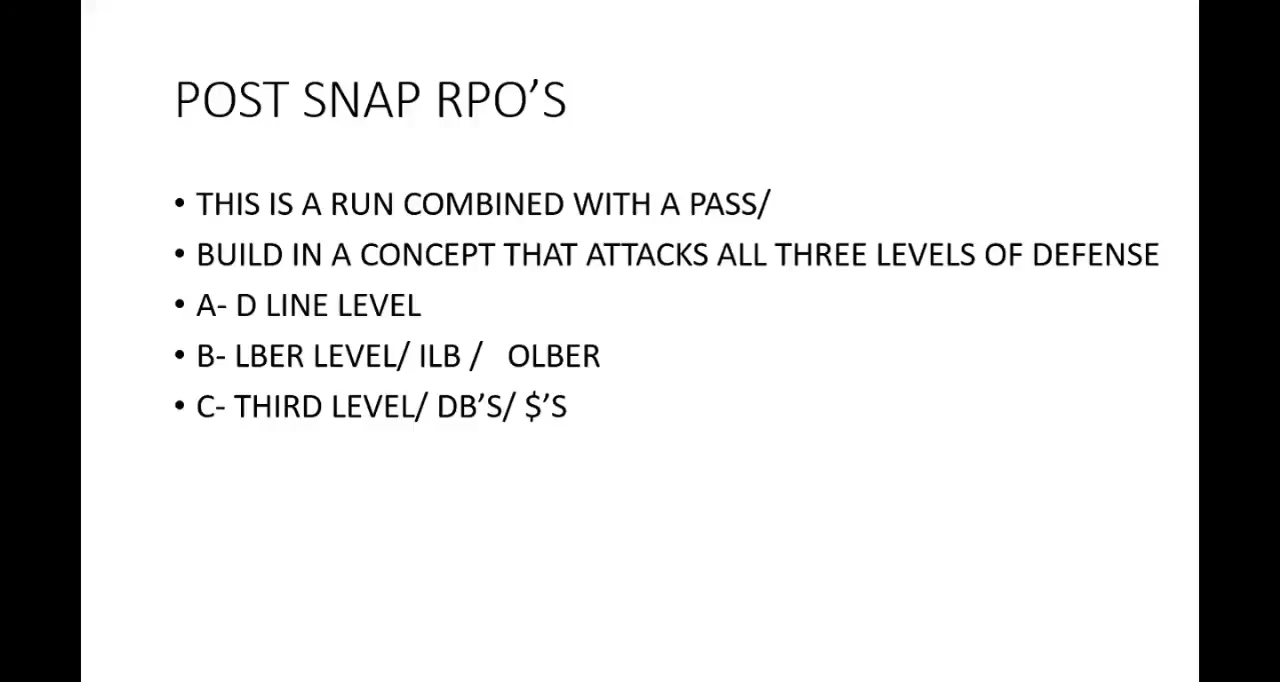 POST SNAP RPO'S
• THIS IS A RUN COMBINED WITH A PASS/
• BUILD IN A CONCEPT THAT ATTACKS ALL THREE LEVELS OF DEFENSE
• A- D LINE LEVEL
• B- LBER LEVEL/ ILB / OLBER
• C- THIRD LEVEL/ DB'S/ $'S